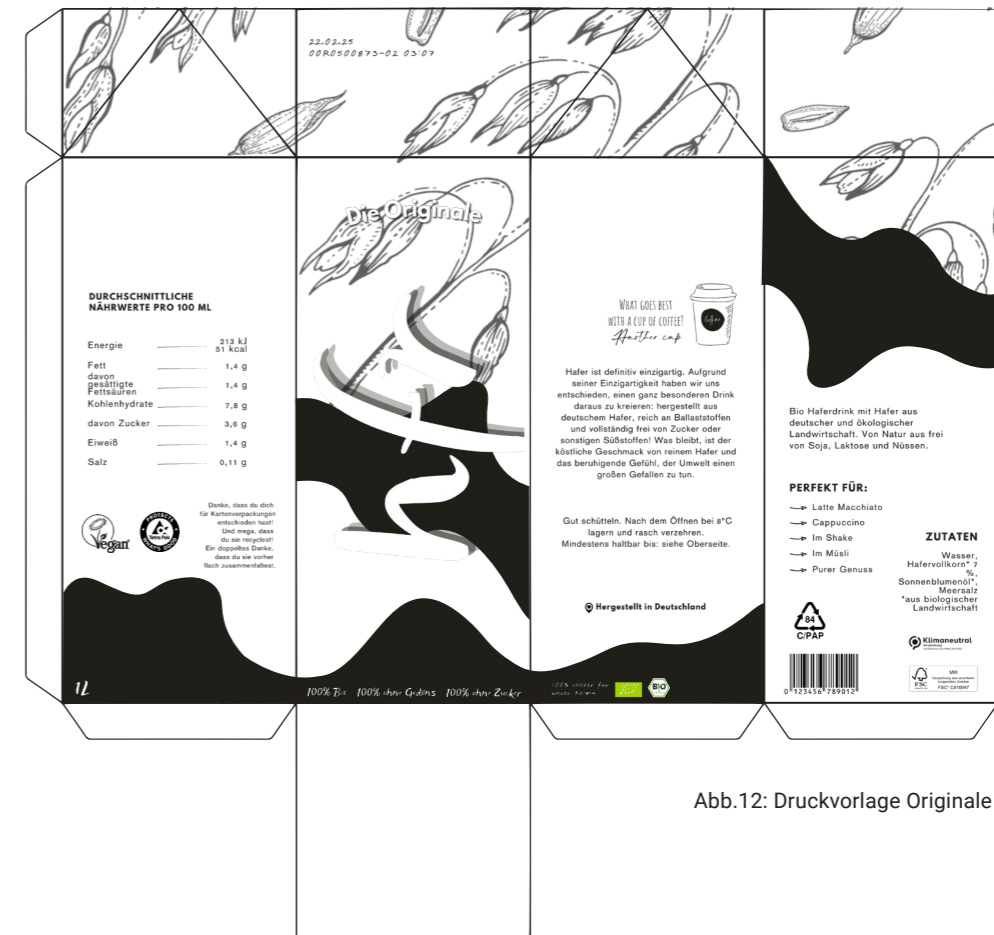 22.02.25
00R0500873-02 03:07
Die Originale
DURCHSCHNITTLICHE
NÄHRWERTE PRO 100 ML
Energie 213 kJ
51 kcal
Fett 1,4 g
davon
gesättigte 1,4 g
Fettsäuren
Kohlenhydrate 7,8 g
davon Zucker 3,6 g
Eiweiß 1,4 g
Salz 0,11 g
Vegan
PROTECTS
Tetra Pak
WHAT'S GOOD
Danke, dass du dich
für Kartonverpackungen
entschieden hast!
Und mega, dass
du sie recyclest!
Ein doppeltes Danke,
dass du sie vorher
flach zusammenfaltest.
1L
100% Bio 100% ohne Gedöns 100% ohne Zucker
WHAT GOES BEST
WITH A CUP OF COFFEE?
Another cup
Coffee
Hafer ist definitiv einzigartig. Aufgrund
seiner Einzigartigkeit haben wir uns
entschieden, einen ganz besonderen Drink
daraus zu kreieren: hergestellt aus
deutschem Hafer, reich an Ballaststoffen
und vollständig frei von Zucker oder
sonstigen Süßstoffen! Was bleibt, ist der
köstliche Geschmack von reinem Hafer und
das beruhigende Gefühl, der Umwelt einen
großen Gefallen zu tun.
Gut schütteln. Nach dem Öffnen bei 8°C
lagern und rasch verzehren.
Mindestens haltbar bis: siehe Oberseite.
Hergestellt in Deutschland
BIO
Bio Haferdrink mit Hafer aus
deutscher und ökologischer
Landwirtschaft. Von Natur aus frei
von Soja, Laktose und Nüssen.
PERFEKT FÜR:
Latte Macchiato
Cappuccino
Im Shake
Im Müsli
Purer Genuss
ZUTATEN
Wasser,
Hafervollkorn* 7
%,
Sonnenblumenöl*,
Meersalz
*aus biologischer
Landwirtschaft
84
C/PAP
Klimaneutral
Verpackung
0 123456 789012
FSC
MIX
FSC® C010047
Abb.12: Druckvorlage Originale